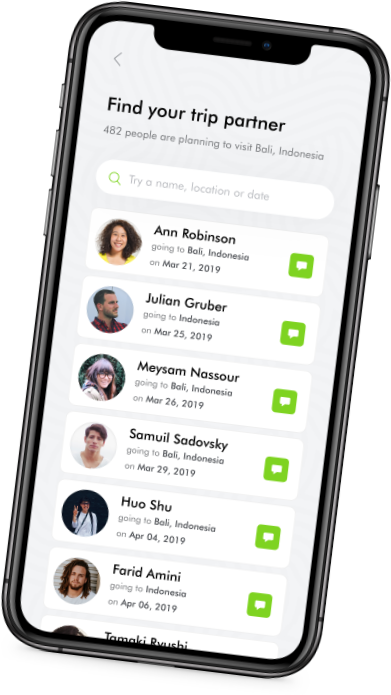 Find your trip partner
482 people are planning to visit Bali, Indonesia
Try a name, location or date
Ann Robinson
going to Bali, Indonesia
on Mar 21, 2019
Julian Gruber
going to Indonesia
on Mar 25, 2019
Meysam Nassour
going to Bali, Indonesia
on Mar 26, 2019
Samuil Sadovsky
going to Bali, Indonesia
on Mar 29, 2019
Huo Shu
going to Bali, Indonesia
on Apr 04, 2019
Farid Amini
going to Indonesia
on Apr 06, 2019
Tamaki Ryushi